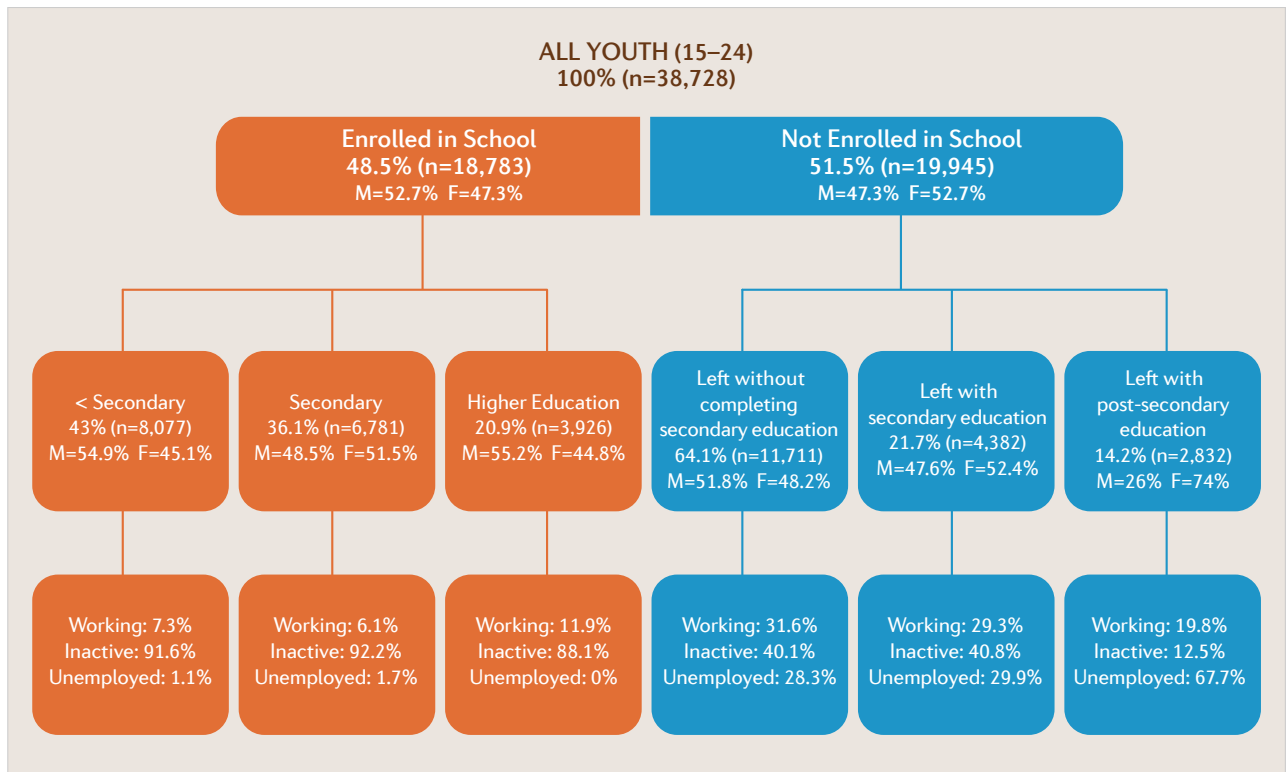 ALL YOUTH (15–24)
100% (n=38,728)
Enrolled in School
48.5% (n=18,783)
M=52.7% F=47.3%
Not Enrolled in School
51.5% (n=19,945)
M=47.3% F=52.7%
< Secondary
43% (n=8,077)
M=54.9% F=45.1%
Secondary
36.1% (n=6,781)
M=48.5% F=51.5%
Higher Education
20.9% (n=3,926)
M=55.2% F=44.8%
Left without
completing
secondary education
64.1% (n=11,711)
M=51.8% F=48.2%
Left with
secondary education
21.7% (n=4,382)
M=47.6% F=52.4%
Left with
post-secondary
education
14.2% (n=2,832)
M=26% F=74%
Working: 7.3%
Inactive: 91.6%
Unemployed: 1.1%
Working: 6.1%
Inactive: 92.2%
Unemployed: 1.7%
Working: 11.9%
Inactive: 88.1%
Unemployed: 0%
Working: 31.6%
Inactive: 40.1%
Unemployed: 28.3%
Working: 29.3%
Inactive: 40.8%
Unemployed: 29.9%
Working: 19.8%
Inactive: 12.5%
Unemployed: 67.7%